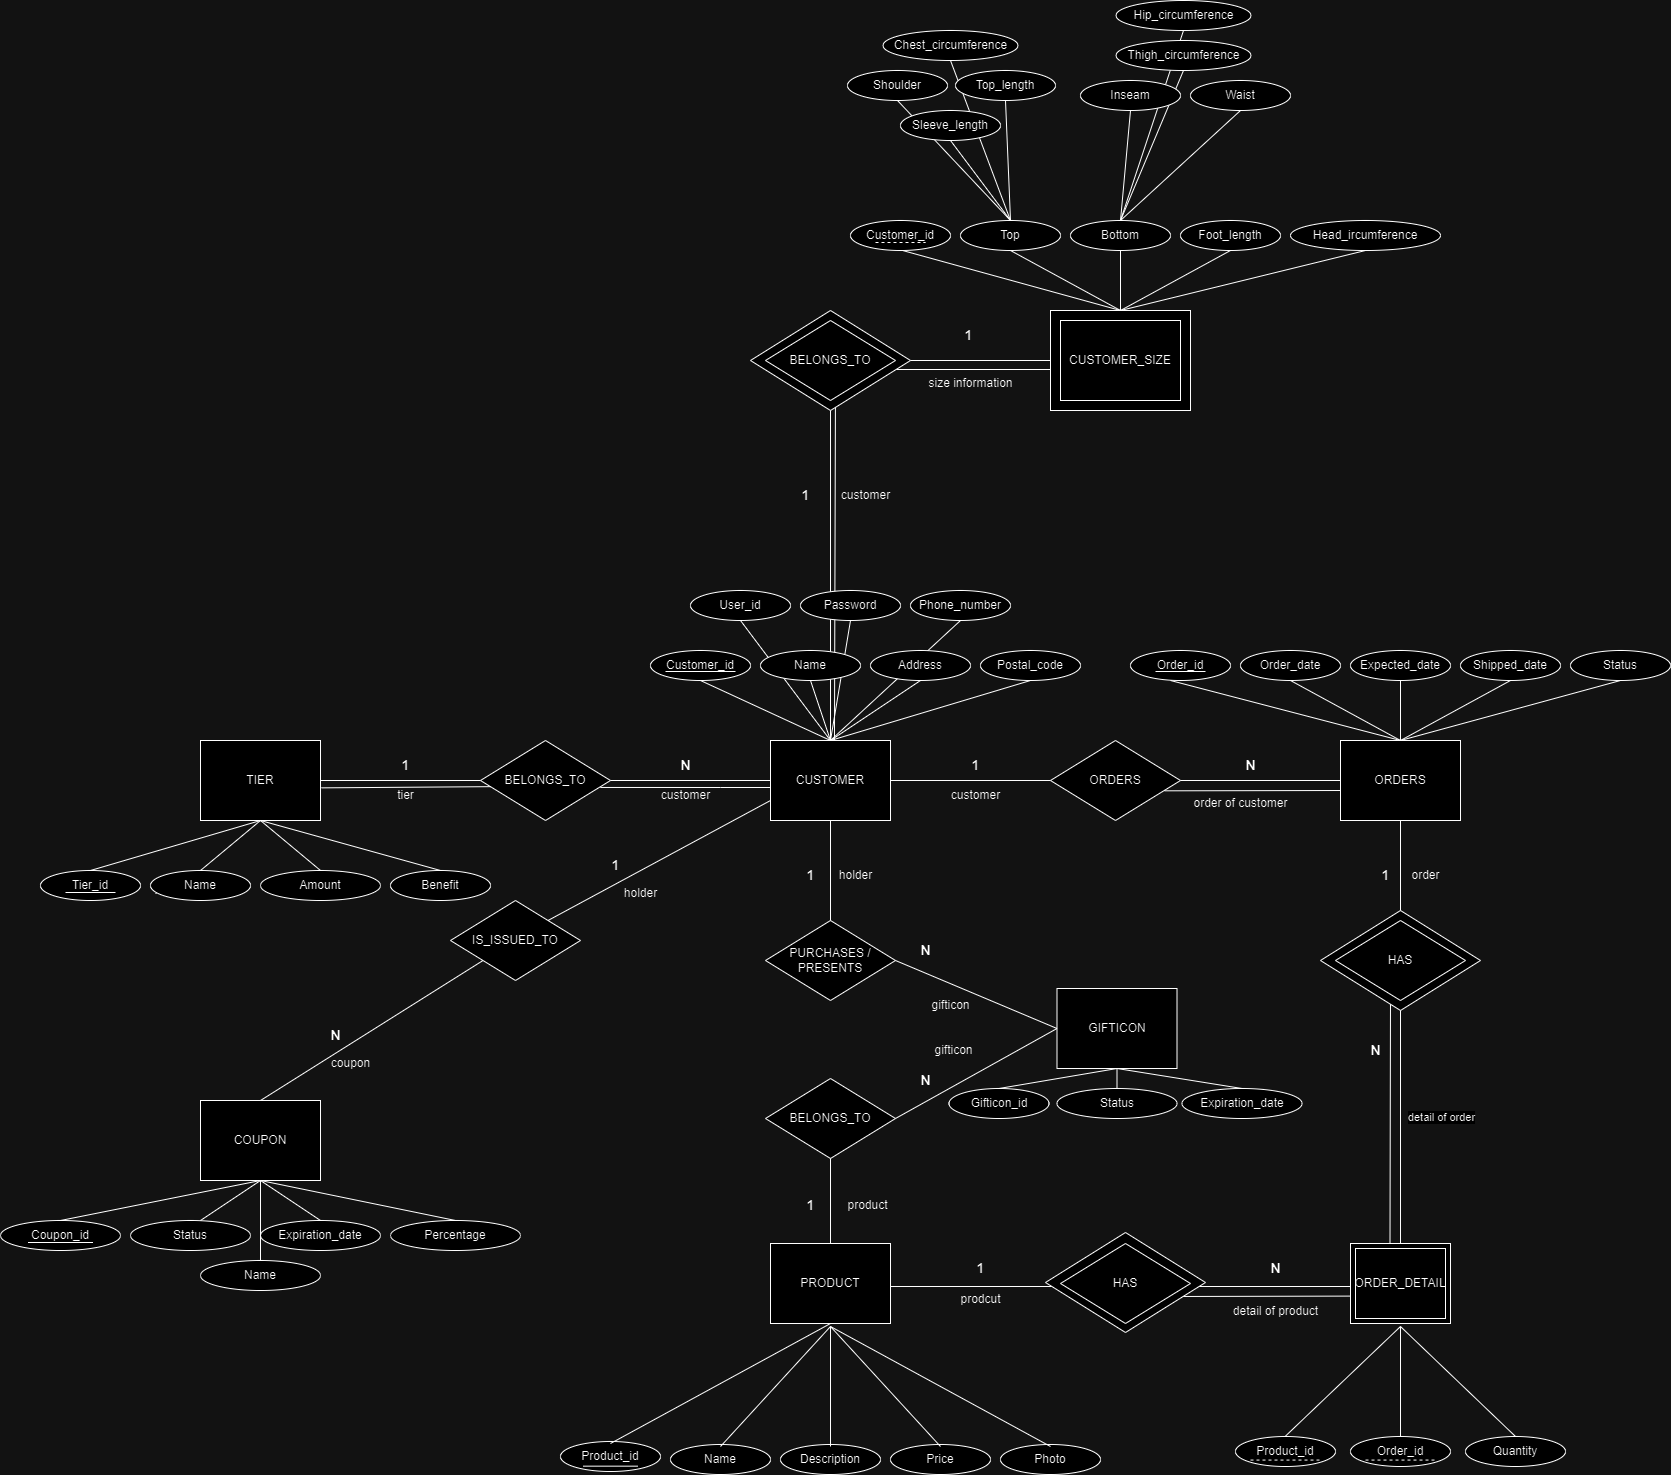 Hip_circumference
Chest_circumference
Thigh_circumference
Shoulder
Top_length
Inseam
Waist
Sleeve_length
Customer_id
Top
Bottom
Foot_length
Head_ircumference
1
BELONGS_TO
CUSTOMER_SIZE
size information
1
customer
User_id
Password
Phone_number
Customer_id
Name
Address
Postal_code
Order_id
Order_date
Expected_date
Shipped_date
Status
1
N
1
N
TIER
BELONGS_TO
CUSTOMER
ORDERS
ORDERS
tier
customer
customer
order of customer
1
holder
1
holder
1
order
Tier_id
Name
Amount
Benefit
IS_ISSUED_TO
PURCHASES /
PRESENTS
N
HAS
gifticon
GIFTICON
N
coupon
gifticon
N
N
Gifticon_id
Status
Expiration_date
BELONGS_TO
detail of order
COUPON
1
product
Coupon_id
Status
Expiration_date
Percentage
Name
1
N
PRODUCT
HAS
ORDER_DETAIL
prodcut
detail of product
Product_id
Name
Description
Price
Photo
Product_id
Order_id
Quantity